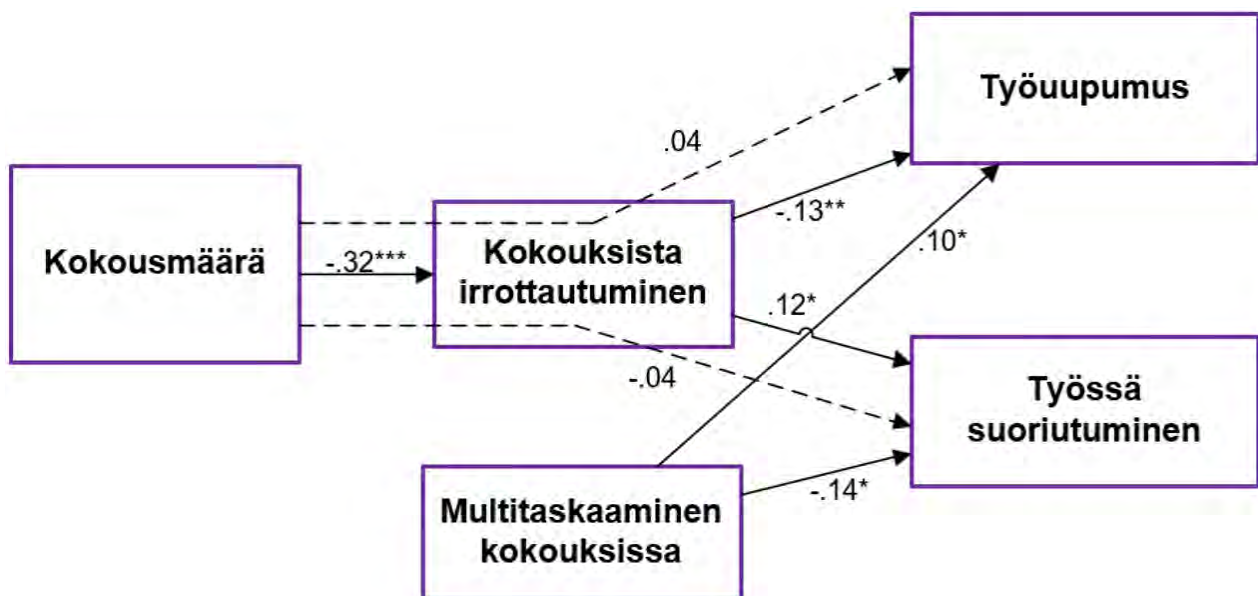 Työuupumus
.04
-.13**
Kokousmäärä
-.32***
Kokouksista
irrottautuminen
.10*
.12*
-.04
Työssä
suoriutuminen
Multitaskaaminen
kokouksissa
-.14*